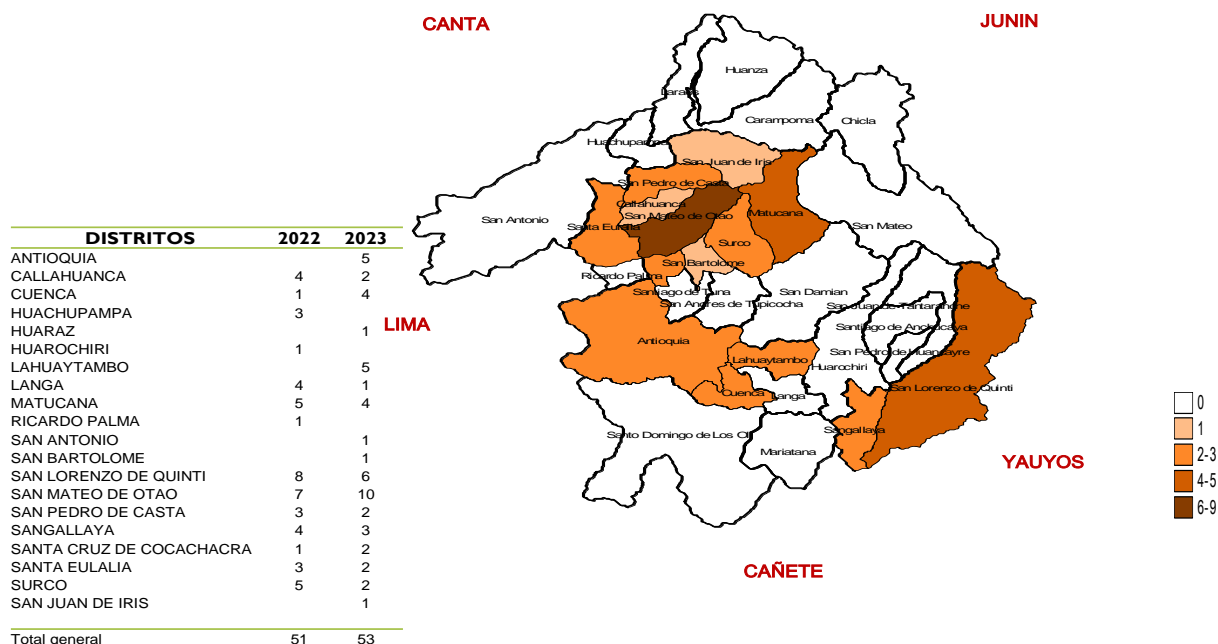 CANTA
JUNIN
Huanza
Laraos
Carampoma
Chicla
Huachupampa
San Juan de Iris
San Pedro de Casta
Callahuanca
San Mateo de Otao
Matucana
San Antonio
Santa Eulalia
San Mateo
Surco
San Bartolome
Ricardo Palma
Santiago de Tuna
San Damian
San Andres de Tupicocha
San Juan de Tantaranche
Santiago de Anchucaya
LIMA
Antioquia
San Pedro de Huancayre
Lahuaytambo
Huarochiri
San Lorenzo de Quinti
Cuenca
Langa
Santo Domingo de Los Ol
Sangallaya
Mariatana
YAUYOS
CAÑETE
0
1
2-3
4-5
6-9
DISTRITOS 2022 2023
ANTIOQUIA 5
CALLAHUANCA 4 2
CUENCA 1 4
HUACHUPAMPA 3
HUARAZ 1
HUAROCHIRI 1
LAHUAYTAMBO 5
LANGA 4 1
MATUCANA 5 4
RICARDO PALMA 1
SAN ANTONIO 1
SAN BARTOLOME 1
SAN LORENZO DE QUINTI 8 6
SAN MATEO DE OTAO 7 10
SAN PEDRO DE CASTA 3 2
SANGALLAYA 4 3
SANTA CRUZ DE COCACHACRA 1 2
SANTA EULALIA 3 2
SURCO 5 2
SAN JUAN DE IRIS 1
Total general 51 53